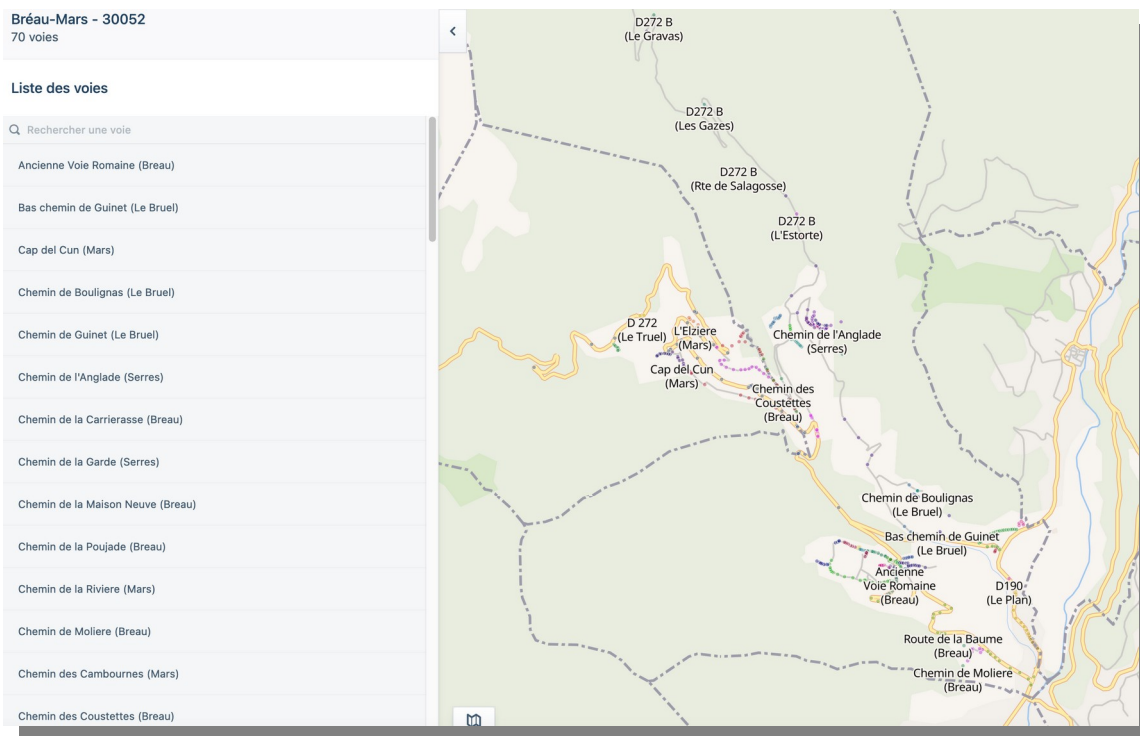 Bréau-Mars - 30052
70 voies
Liste des voies
Rechercher une voie
Ancienne Voie Romaine (Breau)
Bas chemin de Guinet (Le Bruel)
Cap del Cun (Mars)
Chemin de Boulignas (Le Bruel)
Chemin de Guinet (Le Bruel)
Chemin de l'Anglade (Serres)
Chemin de la Carrierasse (Breau)
Chemin de la Garde (Serres)
Chemin de la Maison Neuve (Breau)
Chemin de la Poujade (Breau)
Chemin de la Riviere (Mars)
Chemin de Moliere (Breau)
Chemin des Cambournes (Mars)
Chemin des Coustettes (Breau)
D272 B
(Le Gravas)
D272 B
(Les Gazes)
D272 B
(Rte de Salagosse)
D272 B
(L'Estorte)
D 272
(Le Truel)
L'Elziere
(Mars)
Chemin de l'Anglade
(Serres)
Cap del Cun
(Mars)
Chemin des
Coustettes
(Breau)
Chemin de Boulignas
(Le Bruel)
Bas chemin de Guinet
(Le Bruel)
Ancienne
Voie Romaine
(Breau)
D190
(Le Plan)
Route de la Baume
(Breau)
Chemin de Moliere
(Breau)